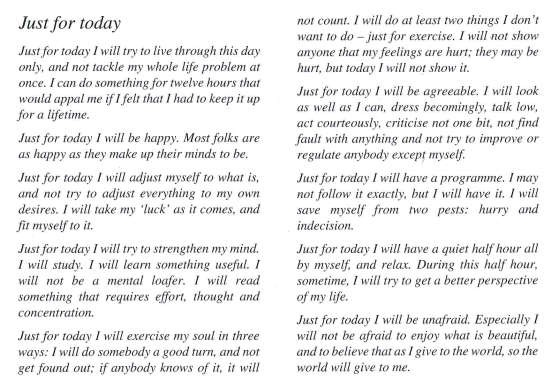 Just for today
Just for today I will try to live through this day
only, and not tackle my whole life problem at
once. I can do something for twelve hours that
would appal me if I felt that I had to keep it up
for a lifetime.
Just for today I will be happy. Most folks are
as happy as they make up their minds to be.
Just for today I will adjust myself to what is,
and not try to adjust everything to my own
desires. I will take my ‘luck’ as it comes, and
fit myself to it.
Just for today I will try to strengthen my mind.
I will study. I will learn something useful. I
will not be a mental loafer. I will read
something that requires effort, thought and
concentration.
Just for today I will exercise my soul in three
ways: I will do somebody a good turn, and not
get found out; if anybody knows of it, it will
not count. I will do at least two things I don’t
want to do – just for exercise. I will not show
anyone that my feelings are hurt; they may be
hurt, but today I will not show it.
Just for today I will be agreeable. I will look
as well as I can, dress becomingly, talk low,
act courteously, criticise not one bit, not find
fault with anything and not try to improve or
regulate anybody except myself.
Just for today I will have a programme. I may
not follow it exactly, but I will have it. I will
save myself from two pests: hurry and
indecision.
Just for today I will have a quiet half hour all
by myself, and relax. During this half hour,
sometime, I will try to get a better perspective
of my life.
Just for today I will be unafraid. Especially I
will not be afraid to enjoy what is beautiful,
and to believe that as I give to the world, so the
world will give to me.